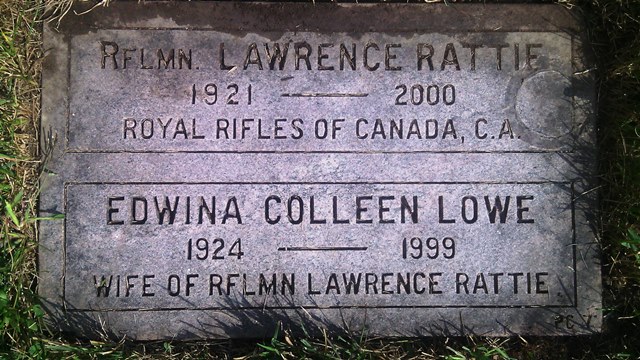 RFLMN. LAWRENCE RATTIE
1921 — 2000
ROYAL RIFLES OF CANADA, C.A.
EDWINA COLLEEN LOWE
1924 — 1999
WIFE OF RFLMN LAWRENCE RATTIE